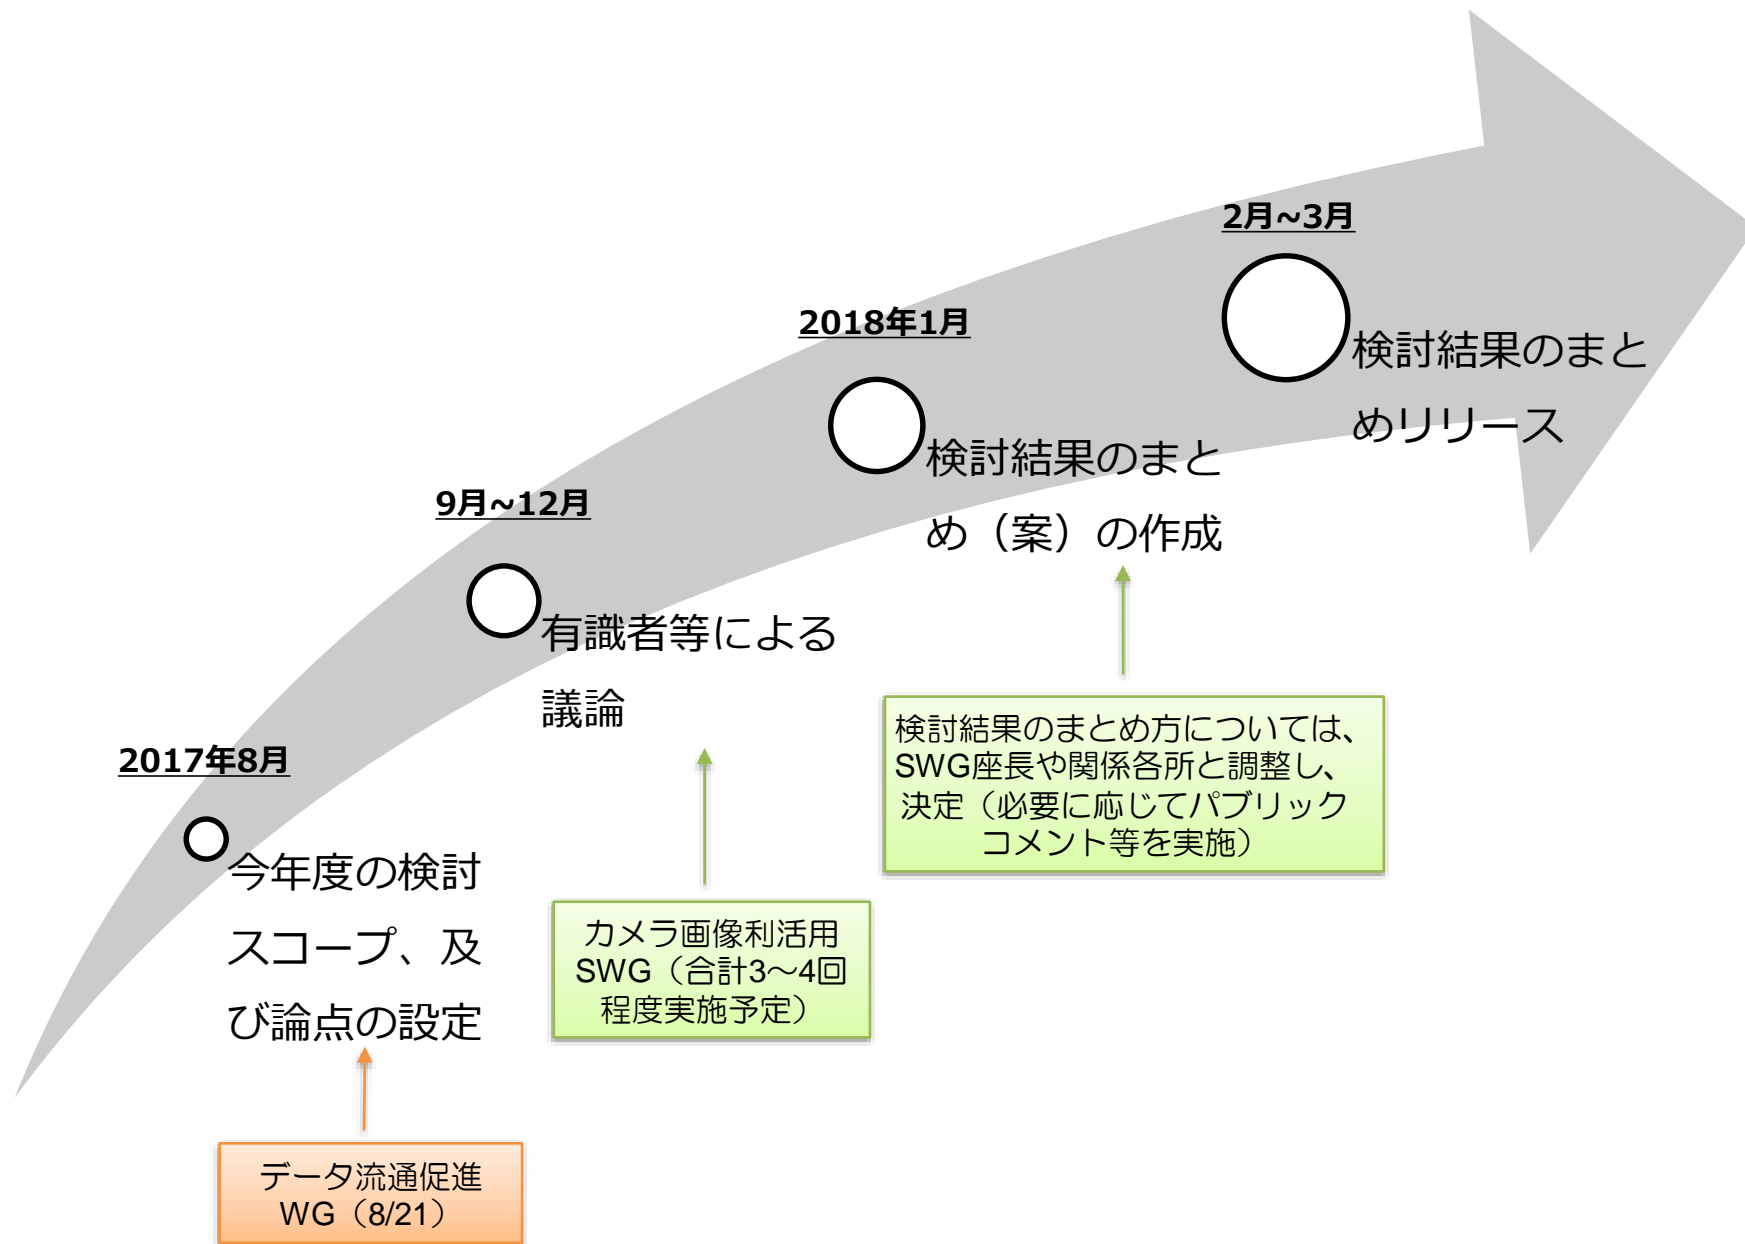 2017年8月
今年度の検討
スコープ、及
び論点の設定
データ流通促進
WG（8/21）
9月~12月
有識者等による
議論
カメラ画像利活用
SWG（合計3～4回
程度実施予定）
2018年1月
検討結果のまと
め（案）の作成
検討結果のまとめ方については、
SWG座長や関係各所と調整し、
決定（必要に応じてパブリック
コメント等を実施）
2月~3月
検討結果のまと
めリリース